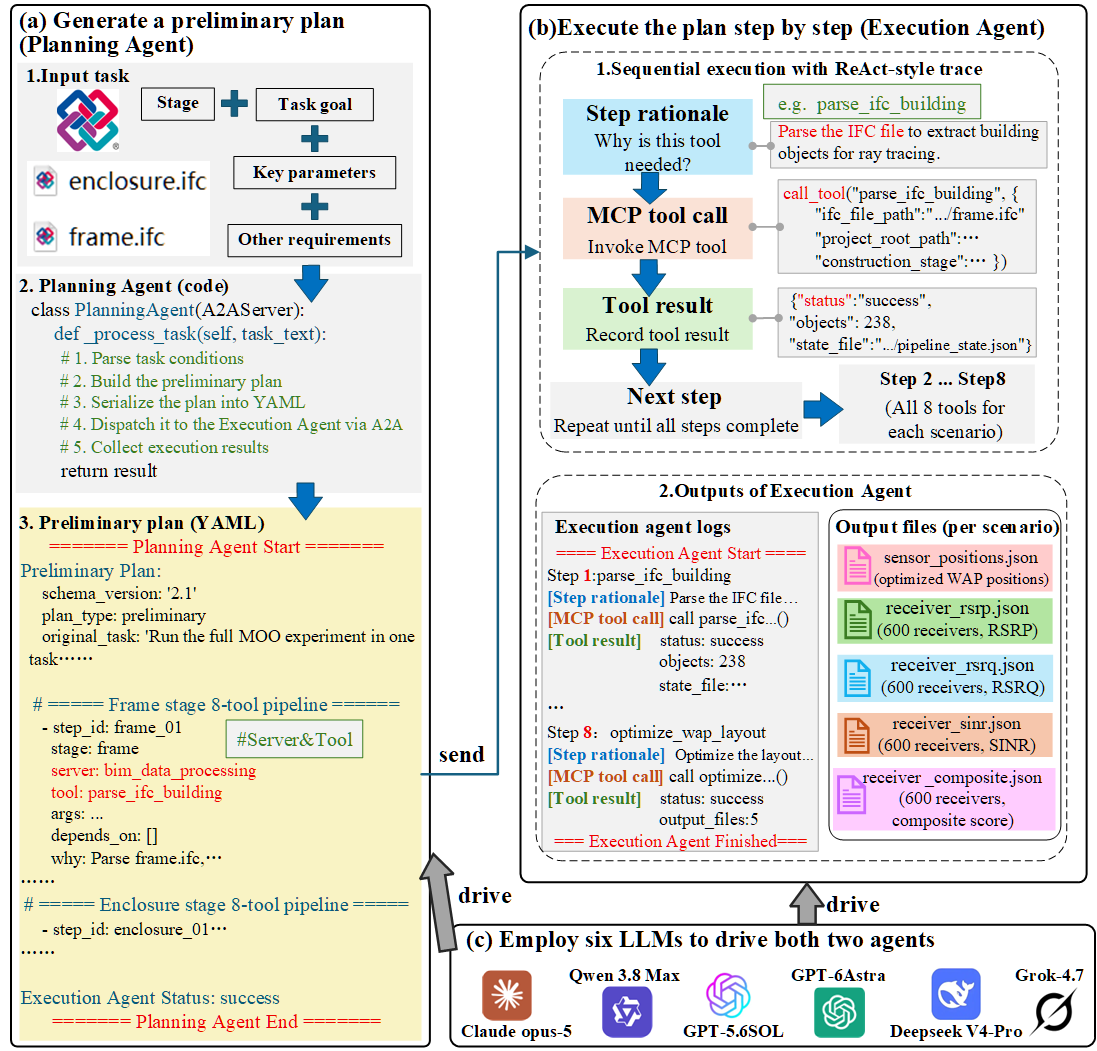 (a) Generate a preliminary plan
(Planning Agent)
1.Input task
Stage
Task goal
Key parameters
Other requirements
®
enclosure.ifc
frame.ifc
2. Planning Agent (code)
class PlanningAgent(A2AServer):
def _process_task(self, task_text):
# 1. Parse task conditions
# 2. Build the preliminary plan
# 3. Serialize the plan into YAML
# 4. Dispatch it to the Execution Agent via A2A
# 5. Collect execution results
return result
3. Preliminary plan (YAML)
======= Planning Agent Start =======
Preliminary Plan:
schema_version: '2.1'
plan_type: preliminary
original_task: 'Run the full MOO experiment in one
task……
# ===== Frame stage 8-tool pipeline ======
- step_id: frame_01
stage: frame
#Server&Tool
server: bim_data_processing
tool: parse_ifc_building
args: ...
depends_on: []
why: Parse frame.ifc,…
……
# ===== Enclosure stage 8-tool pipeline =====
- step_id: enclosure_01…
……
Execution Agent Status: success
======= Planning Agent End =======
send
drive
drive
(b)Execute the plan step by step (Execution Agent)
1.Sequential execution with ReAct-style trace
Step rationale
Why is this tool
needed?
e.g. parse_ifc_building
Parse the IFC file to extract building
objects for ray tracing.
MCP tool call
Invoke MCP tool
call_tool("parse_ifc_building", {
"ifc_file_path":".../frame.ifc"
"project_root_path":…
"construction_stage":… })
Tool result
Record tool result
{"status":"success",
"objects": 238,
"state_file":".../pipeline_state.json"}
Next step
Repeat until all steps complete
Step 2 ... Step8
(All 8 tools for
each scenario)
2.Outputs of Execution Agent
Execution agent logs
==== Execution Agent Start ====
Step 1:parse_ifc_building
[Step rationale] Parse the IFC file…
[MCP tool call] call parse_ifc...()
[Tool result] status: success
objects: 238
state_file:…
...
Step 8：optimize_wap_layout
[Step rationale] Optimize the layout...
[MCP tool call] call optimize...()
[Tool result] status: success
output_files:5
=== Execution Agent Finished===
Output files (per scenario)
sensor_positions.json
(optimized WAP positions)
receiver_rsrp.json
(600 receivers, RSRP)
receiver_rsrq.json
(600 receivers, RSRQ)
receiver_sinr.json
(600 receivers, SINR)
receiver_composite.json
(600 receivers,
composite score)
(c) Employ six LLMs to drive both two agents
Claude opus-5
Qwen 3.8 Max
GPT-5.6SOL
GPT-6Astra
Deepseek V4-Pro
Grok-4.7